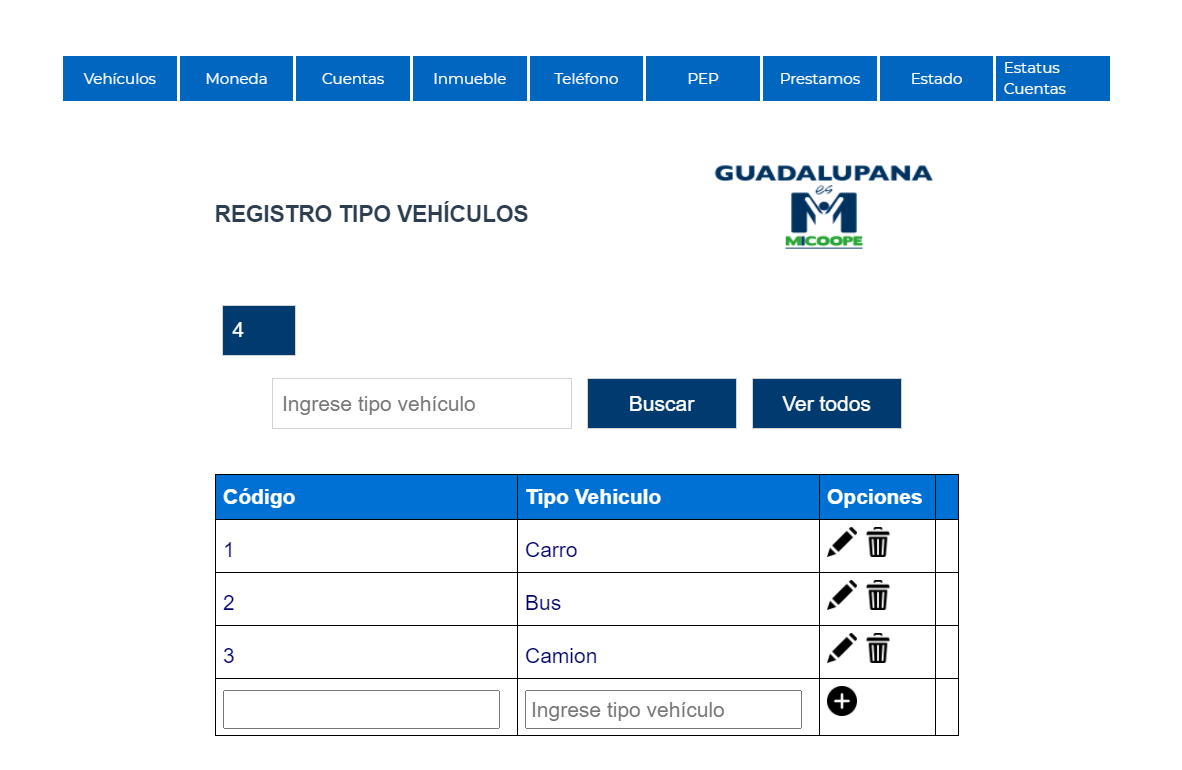 Vehículos Moneda Cuentas Inmueble Teléfono PEP Prestamos Estado Estatus
Cuentas
GUADALUPANA
es
MICOOPE
REGISTRO TIPO VEHÍCULOS
4
Ingrese tipo vehículo Buscar Ver todos
Código Tipo Vehiculo Opciones
1 Carro
2 Bus
3 Camion
Ingrese tipo vehículo